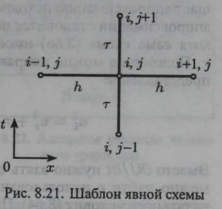 i, j+1
τ
i−1, j
i, j
i+1, j
h
h
τ
t
i, j−1
0
x
Рис. 8.21. Шаблон явной схемы